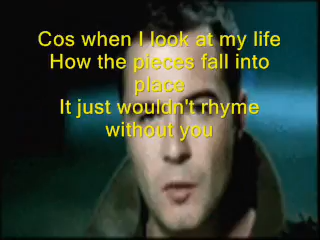 Cos when I look at my life
How the pieces fall into
place
It just wouldn't rhyme
without you